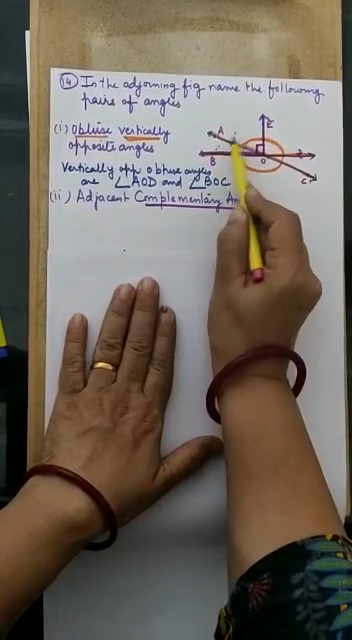 (14) In the adjoining fig name the following
pairs of angles
(i) Obtuse vertically
opposite angles
Vertically opp obtuse angles
are ∠AOD and ∠BOC
(ii) Adjacent Complementary An
E
A
B
O
C